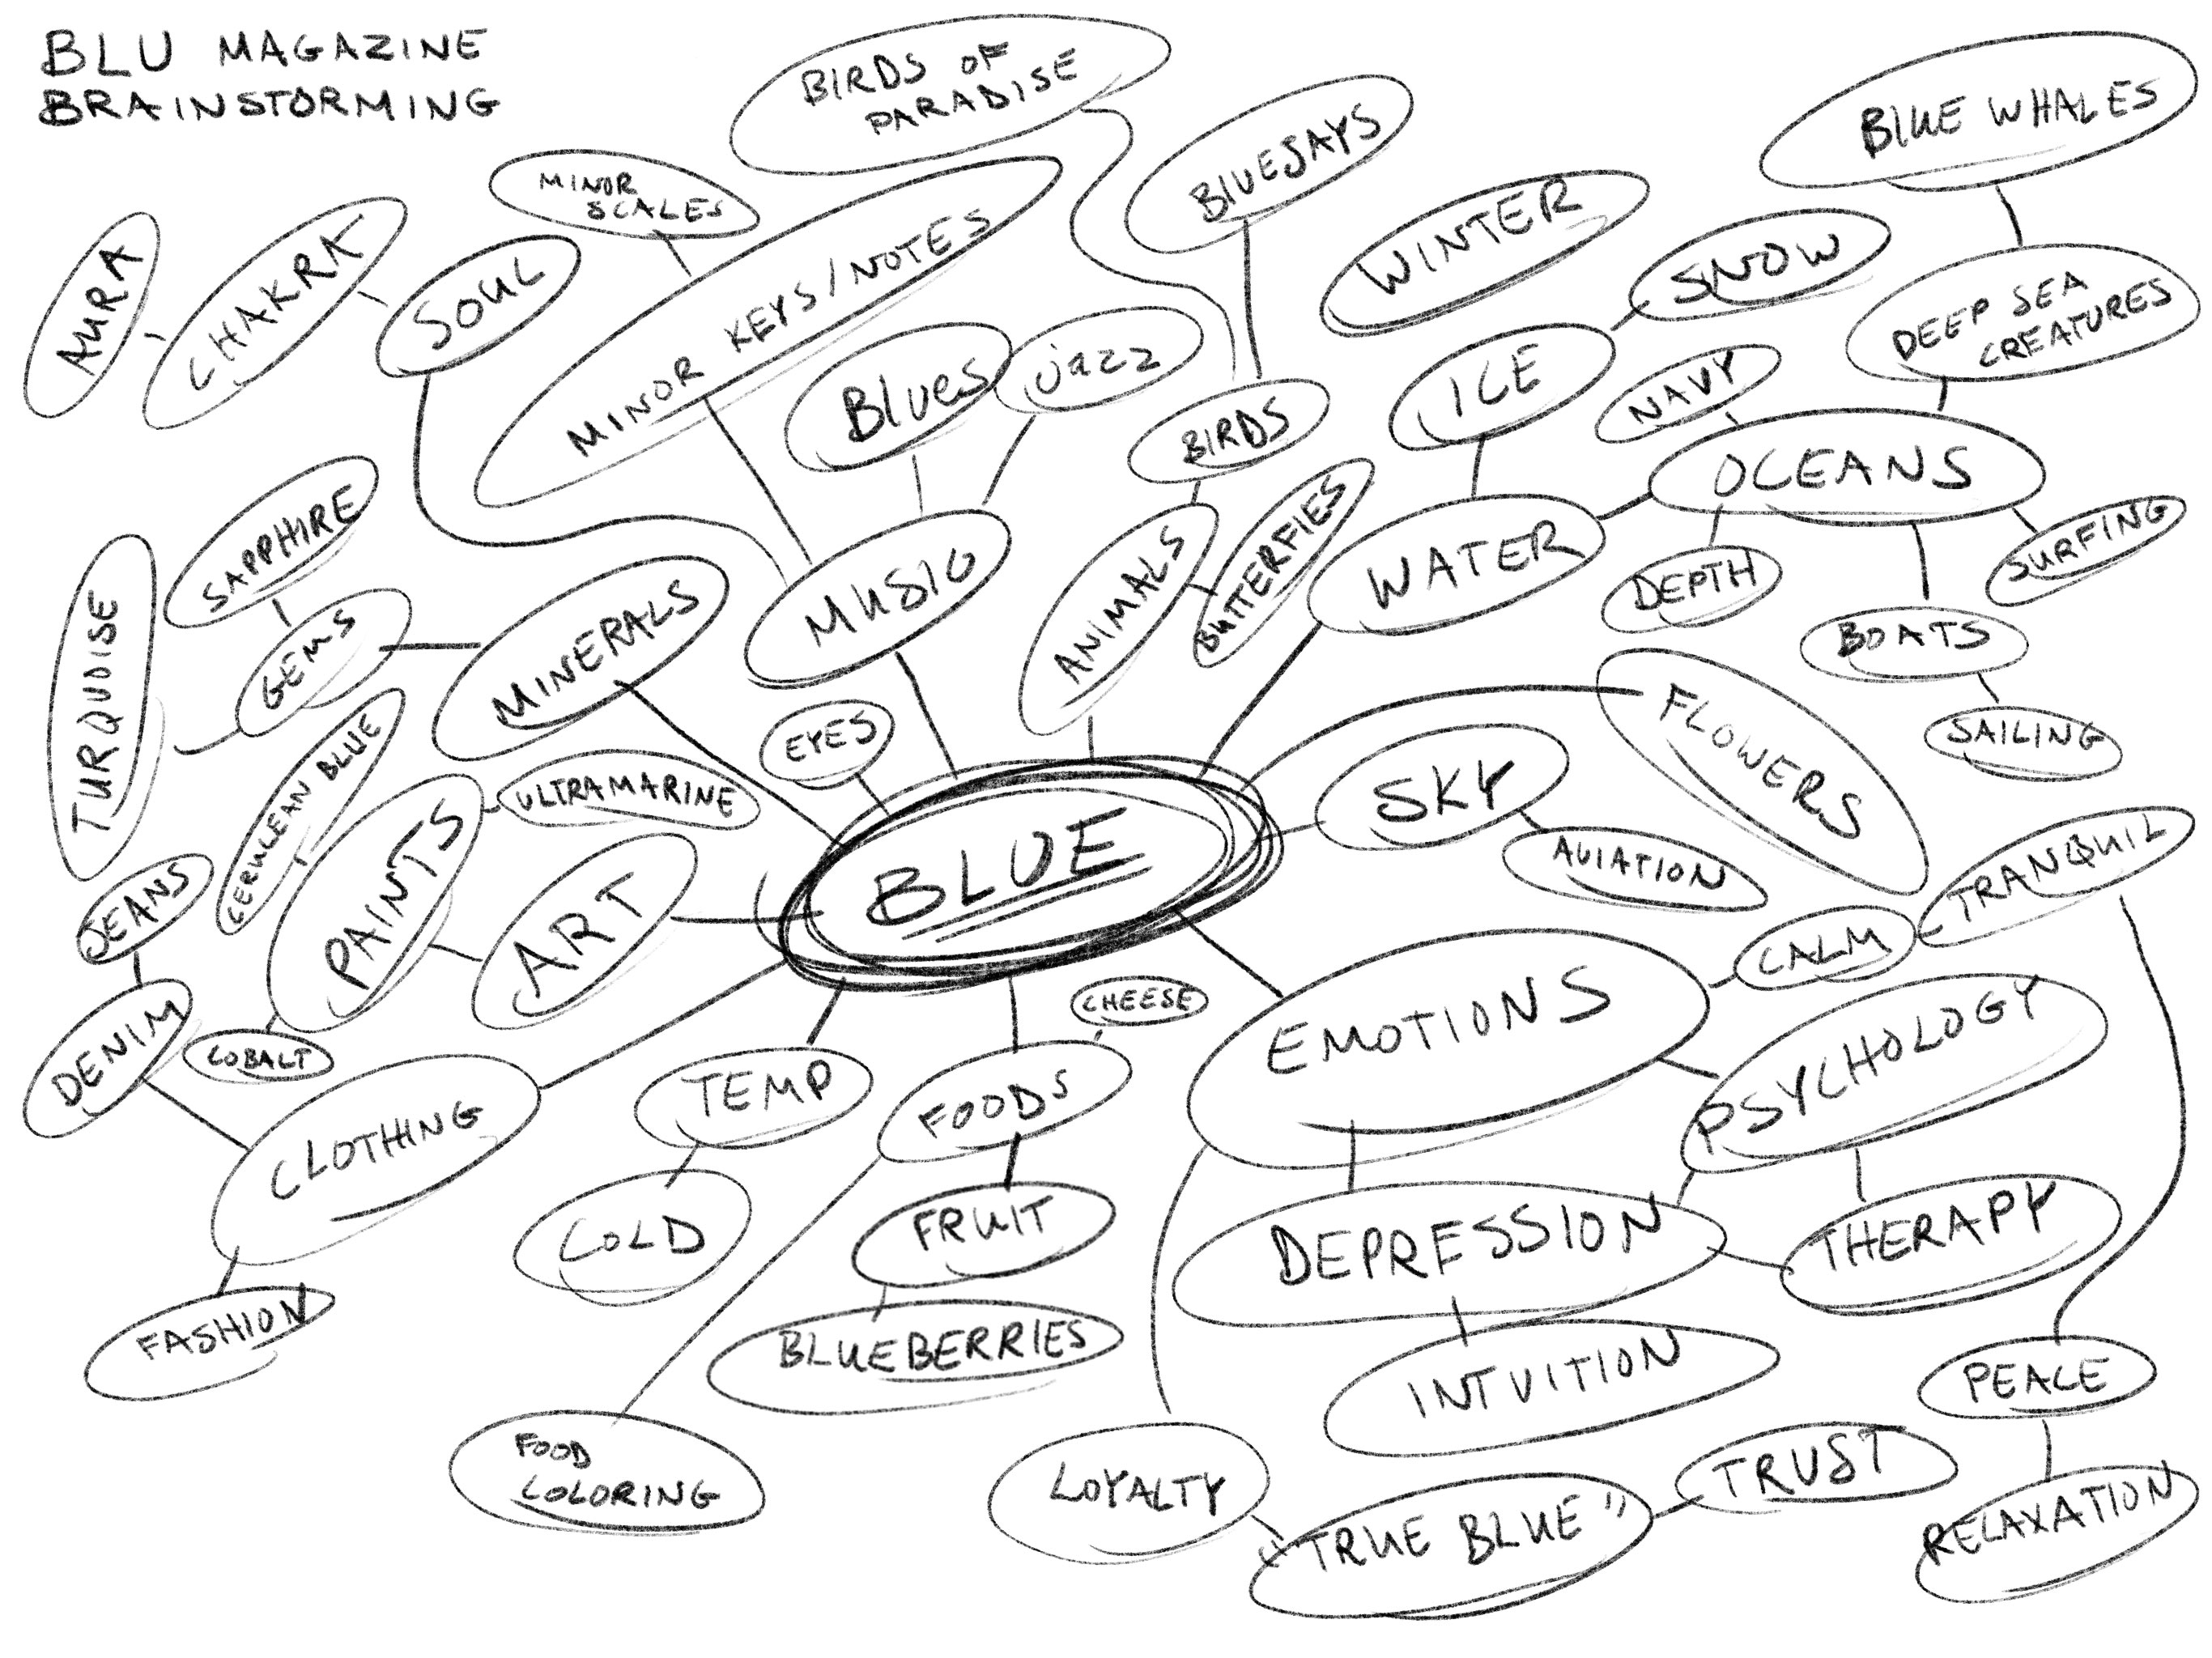 BLU MAGAZINE
BRAINSTORMING
BIRDS OF
PARADISE
BLUE WHALES
BLUEJAYS
MINOR
SCALES
WINTER
SNOW
AURA
CHAKRA
SOUL
MINOR KEYS/NOTES
DEEP SEA
CREATURES
Blues
jazz
ICE
NAVY
BIRDS
OCEANS
SAPPHIRE
BUTTERFIES
WATER
SURFING
DEPTH
ANIMALS
MUSIC
MINERALS
GEMS
BOATS
TURQUOISE
SAILING
EYES
FLOWERS
CERULEAN BLUE
ULTRAMARINE
SKY
PAINTS
AVIATION
BLUE
JEANS
ART
TRANQUIL
CALM
CHEESE
DENIM
COBALT
EMOTIONS
PSYCHOLOGY
TEMP
FOODS
CLOTHING
COLD
FRUIT
DEPRESSION
THERAPY
FASHION
BLUEBERRIES
INTUITION
PEACE
FOOD
COLORING
LOYALTY
"TRUE BLUE"
TRUST
RELAXATION